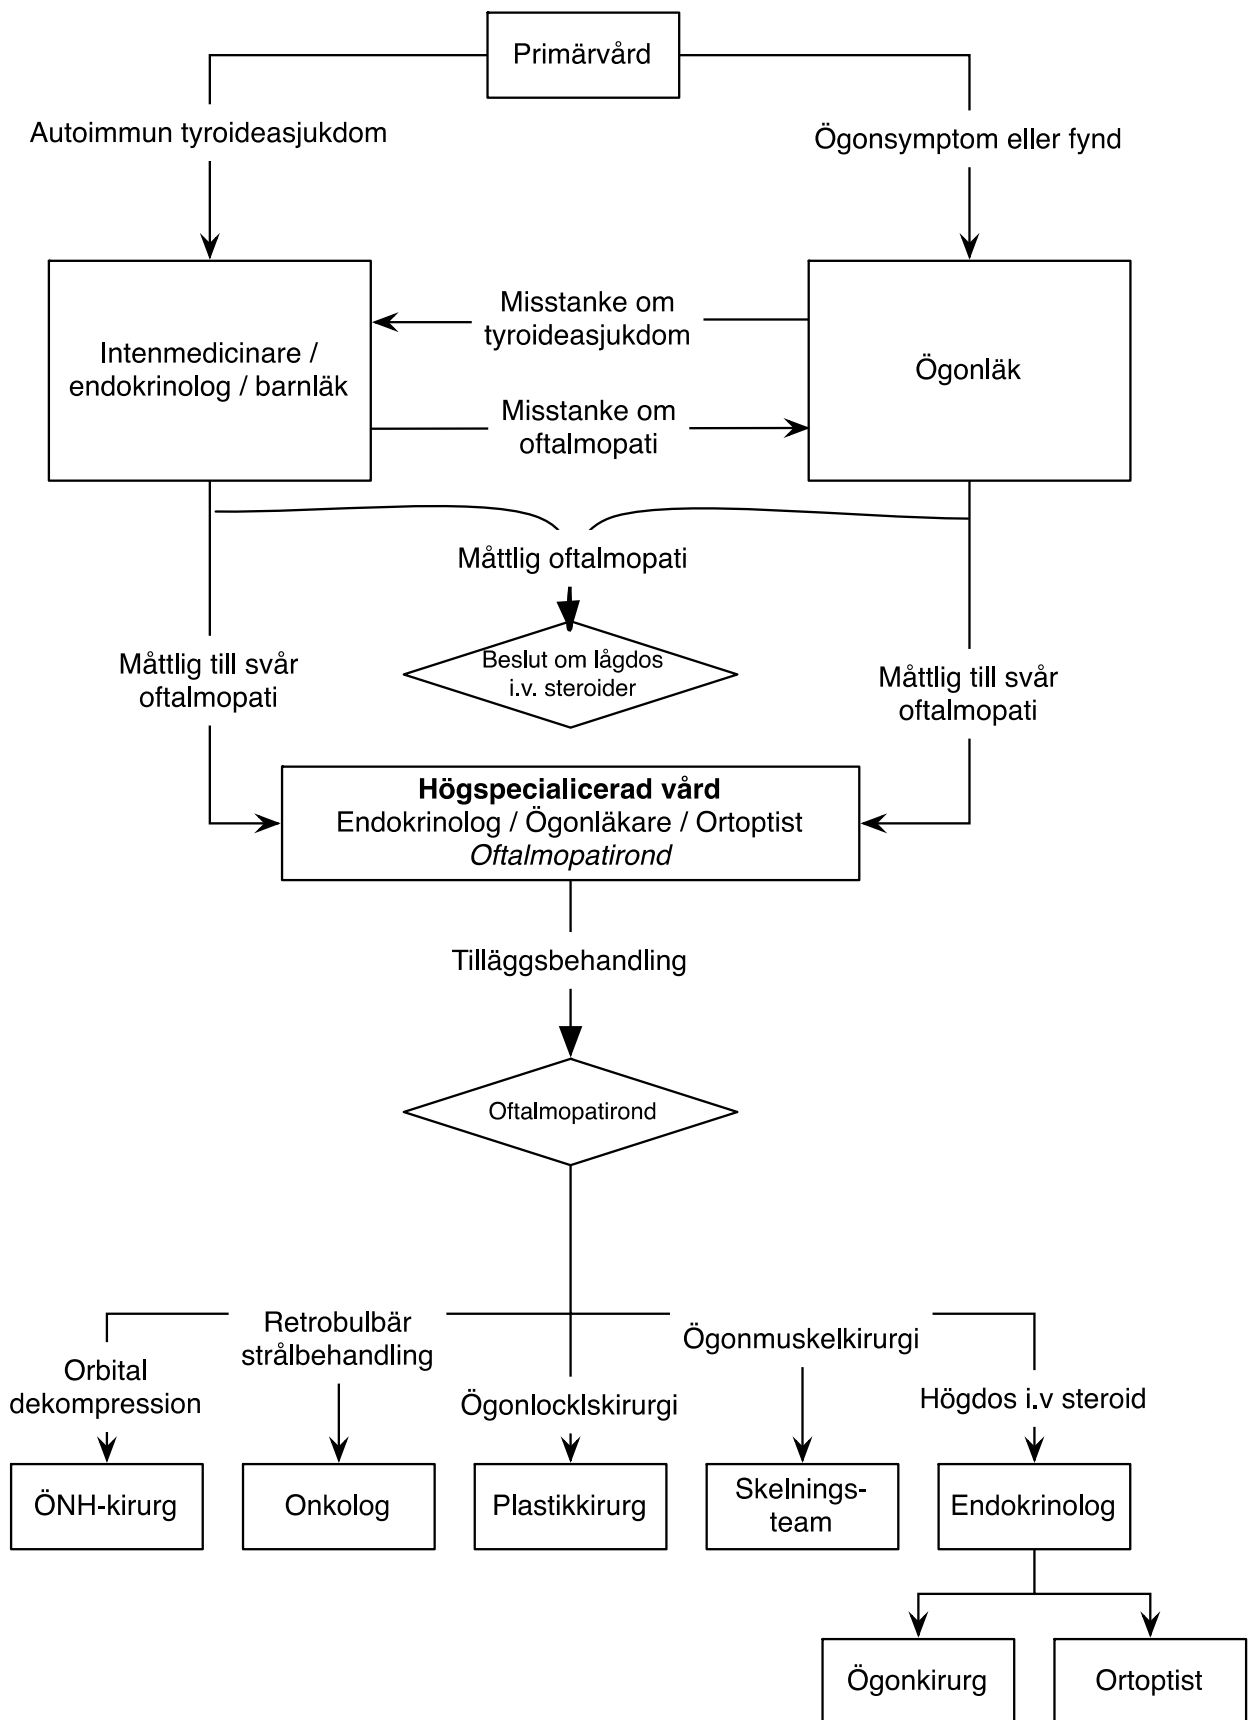 Primärvård
Autoimmun tyroideasjukdom
Ögonsymptom eller fynd
Intenmedicinare /
endokrinolog / barnläk
Misstanke om
tyroideasjukdom
Misstanke om
oftalmopati
Ögonläk
Måttlig oftalmopati
Beslut om lågdos
i.v. steroider
Måttlig till svår
oftalmopati
Måttlig till svår
oftalmopati
Högspecialicerad vård
Endokrinolog / Ögonläkare / Ortoptist
Oftalmopatirond
Tilläggsbehandling
Oftalmopatirond
Orbital
dekompression
Retrobulbär
strålbehandling
Ögonlocklskirurgi
Ögonmuskelkirurgi
Högdos i.v steroid
ÖNH-kirurg
Onkolog
Plastikkirurg
Skelnings-
team
Endokrinolog
Ögonkirurg
Ortoptist